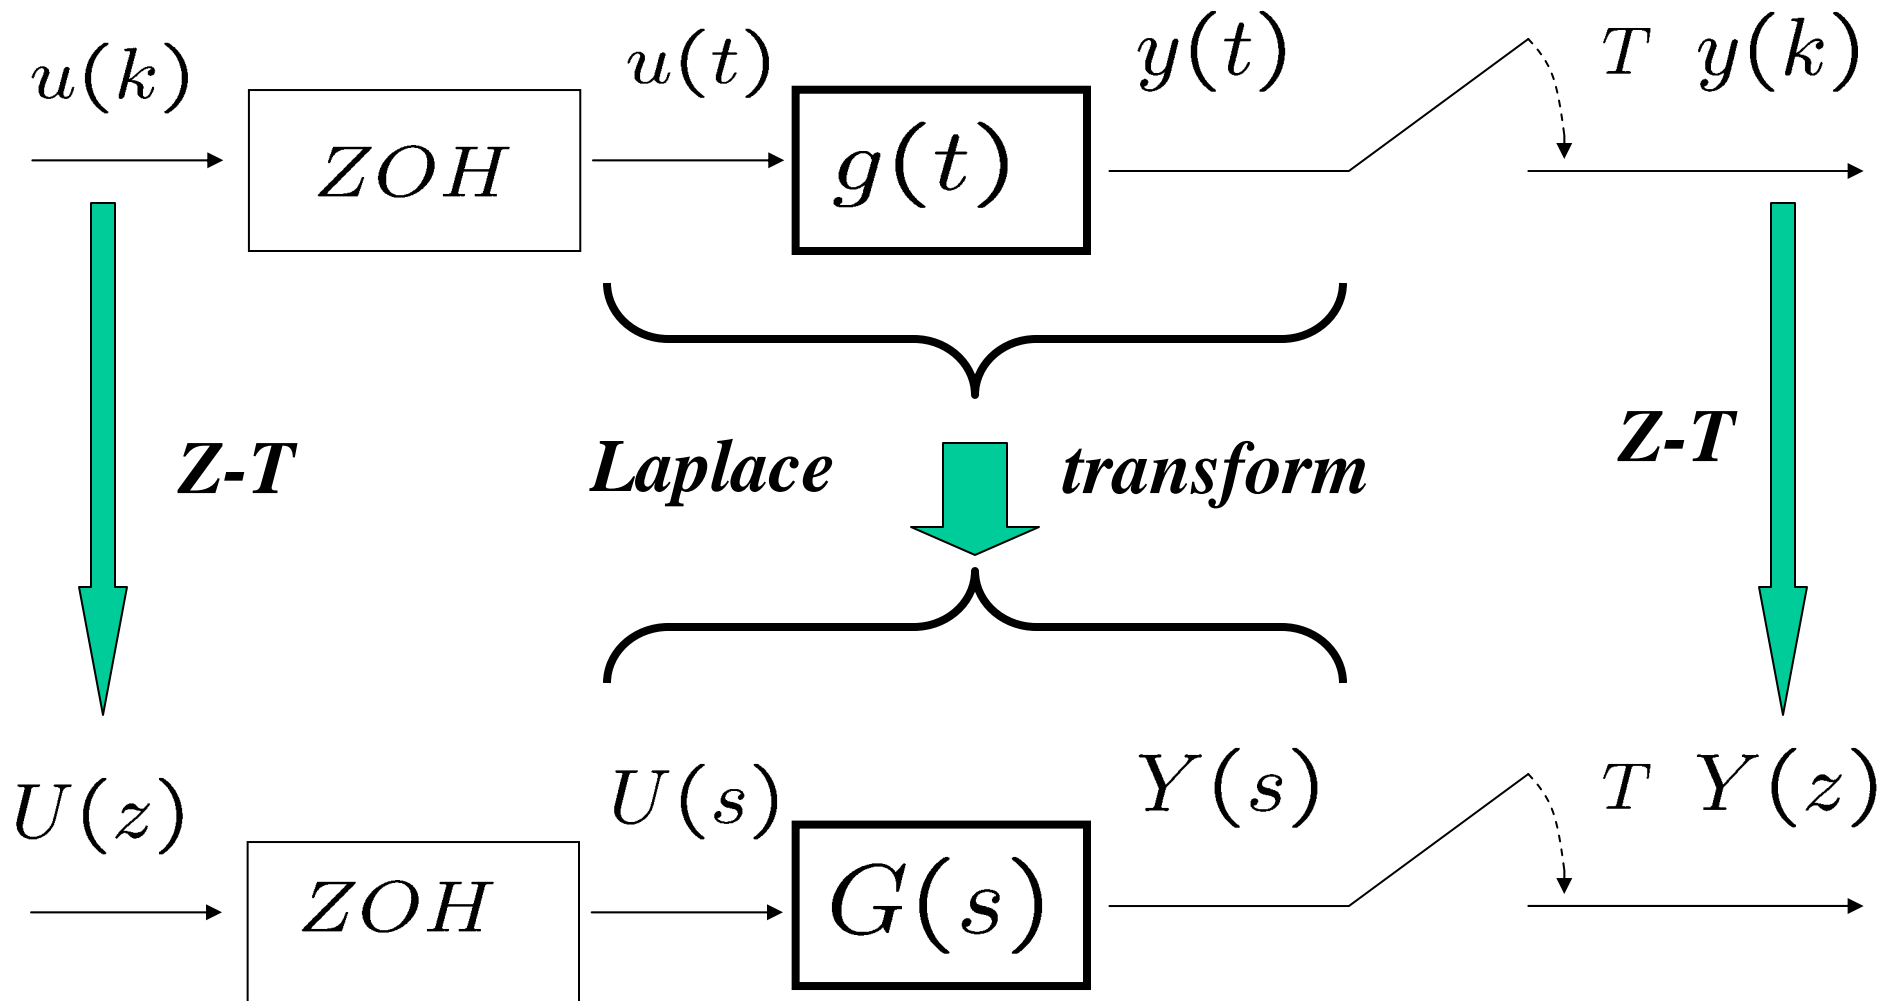 u(k) u(t) y(t) T y(k)
ZOH g(t)
Z-T Laplace transform Z-T
U(z) U(s) Y(s) T Y(z)
ZOH G(s)